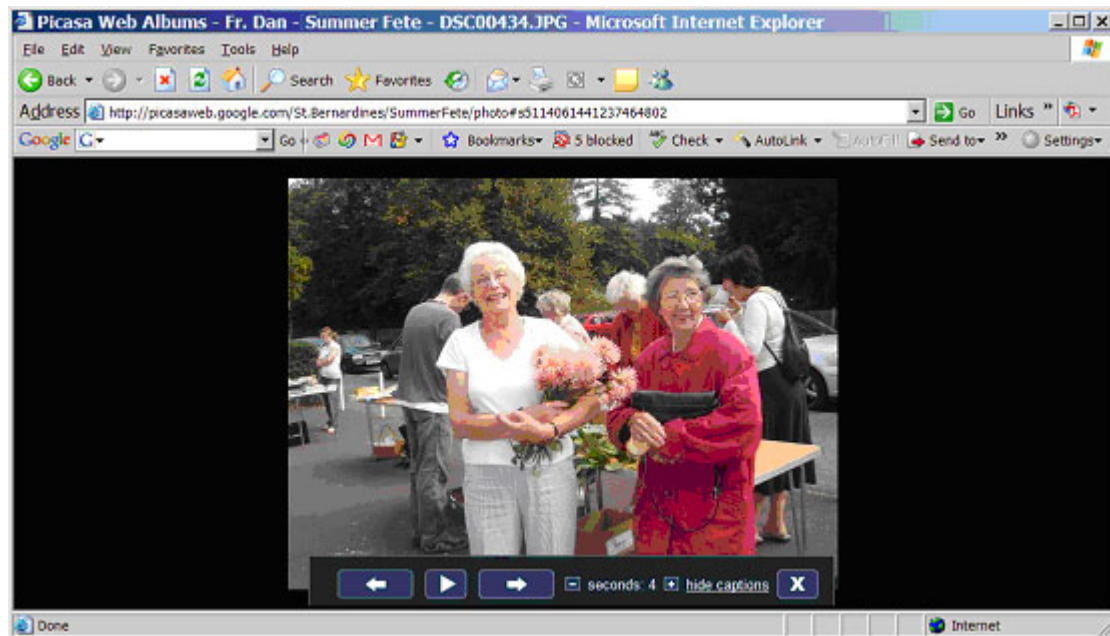 Picasa Web Albums - Fr. Dan - Summer Fete - DSC00434.JPG - Microsoft Internet Explorer
File Edit View Favorites Tools Help
Back Search Favorites
Address http://picasaweb.google.com/St.Bernardines/SummerFete/photo#s5114061441237464802 Go Links »
Google G Go Bookmarks 5 blocked Check AutoLink AutoFill Send to » Settings
seconds: 4 hide captions X
Done Internet